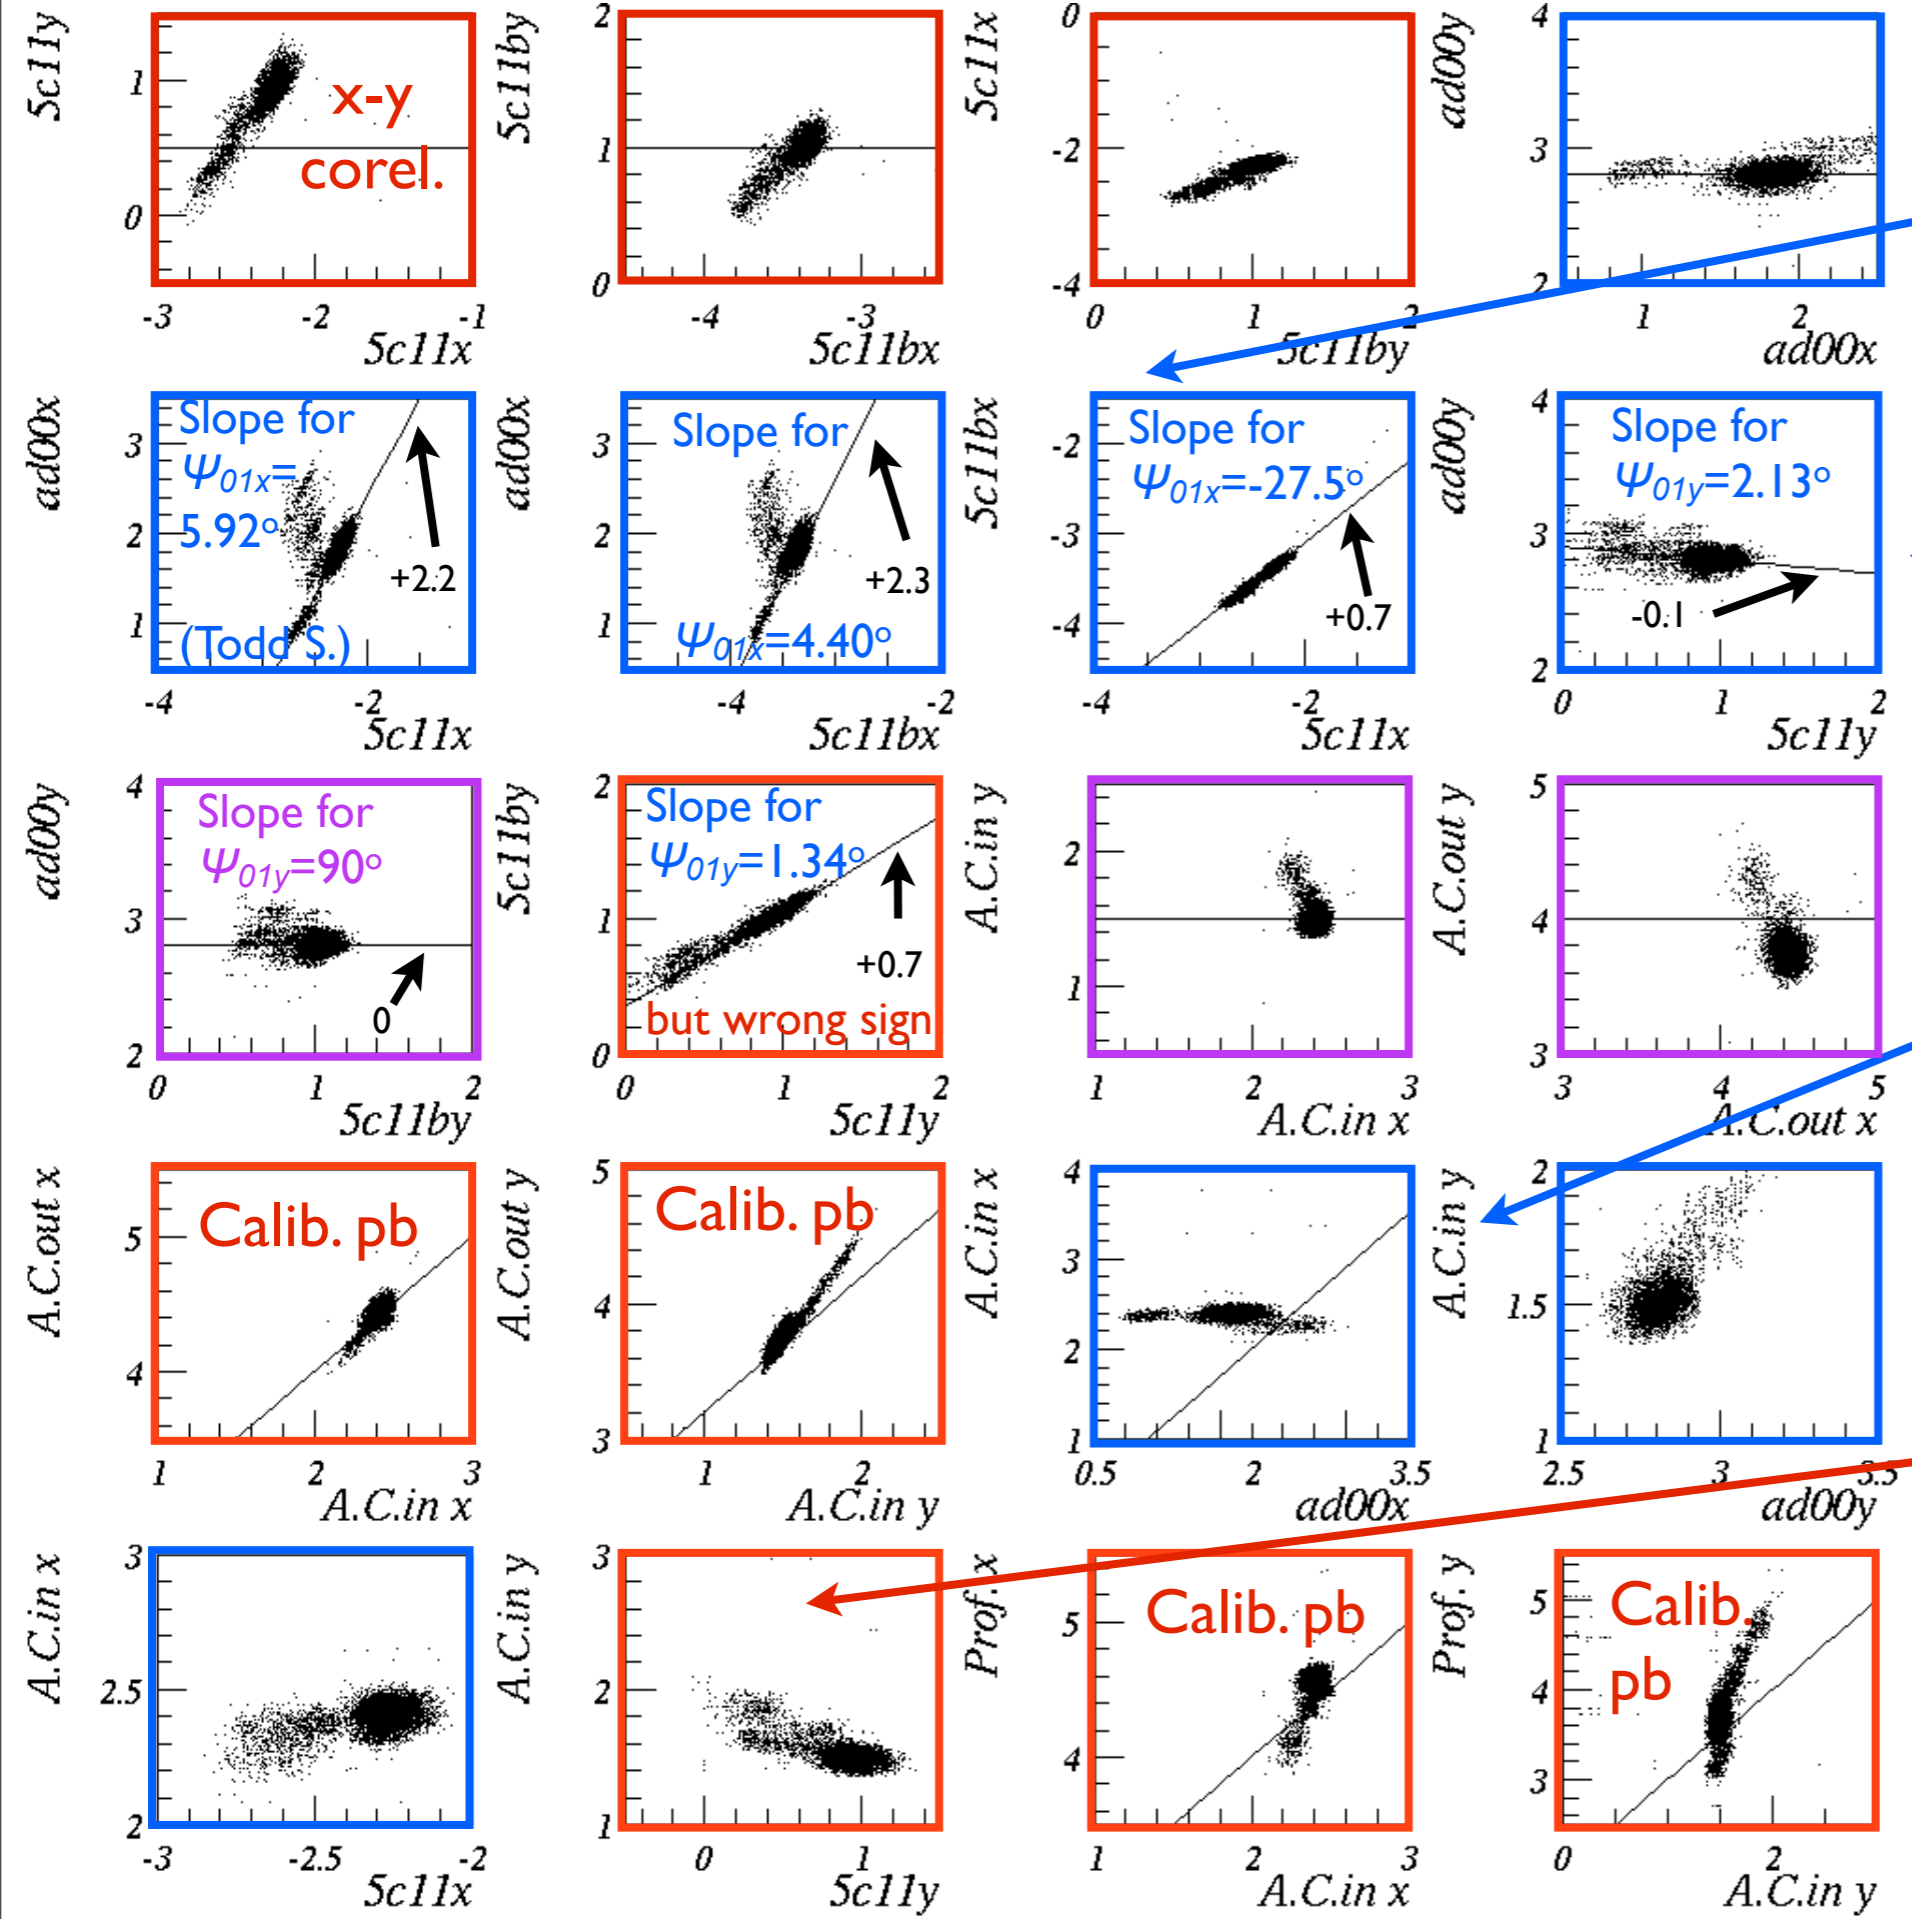 5c11y
1
0
-3 -2 -1
5c11x
x-y
corel.
5c11by
2
1
0
-4 -3
5c11bx
5c11x
0
-2
-4
0 1 2
5c11by
ad00y
4
3
2
1 2
ad00x
ad00x
3
2
1
-4 -2
5c11x
Slope for
Ψ01x=
5.92°
+2.2
(Todd S.)
ad00x
3
2
1
-4 -2
5c11bx
Slope for
+2.3
Ψ01x=4.40°
5c11bx
-2
-3
-4
-4 -2
5c11x
Slope for
Ψ01x=-27.5°
+0.7
ad00y
4
3
2
0 1 2
5c11y
Slope for
Ψ01y=2.13°
-0.1
ad00y
4
3
2
0 1 2
5c11by
Slope for
Ψ01y=90°
0
5c11by
2
1
0
0 1 2
5c11y
Slope for
Ψ01y=1.34°
+0.7
but wrong sign
A.C.in y
2
1
1 2 3
A.C.in x
A.C.out y
5
4
3
3 4 5
A.C.out x
A.C.out x
5
4
1 2 3
A.C.in x
Calib. pb
A.C.out y
5
4
3
1 2
A.C.in y
Calib. pb
A.C.in x
4
3
2
1
0.5 2 3.5
ad00x
A.C.in y
2
1.5
1
2.5 3 3.5
ad00y
A.C.in x
3
2.5
2
-3 -2.5 -2
5c11x
A.C.in y
3
2
1
0 1
5c11y
Prof. x
5
4
1 2 3
A.C.in x
Calib. pb
Prof. y
5
4
3
0 2
A.C.in y
Calib.
pb